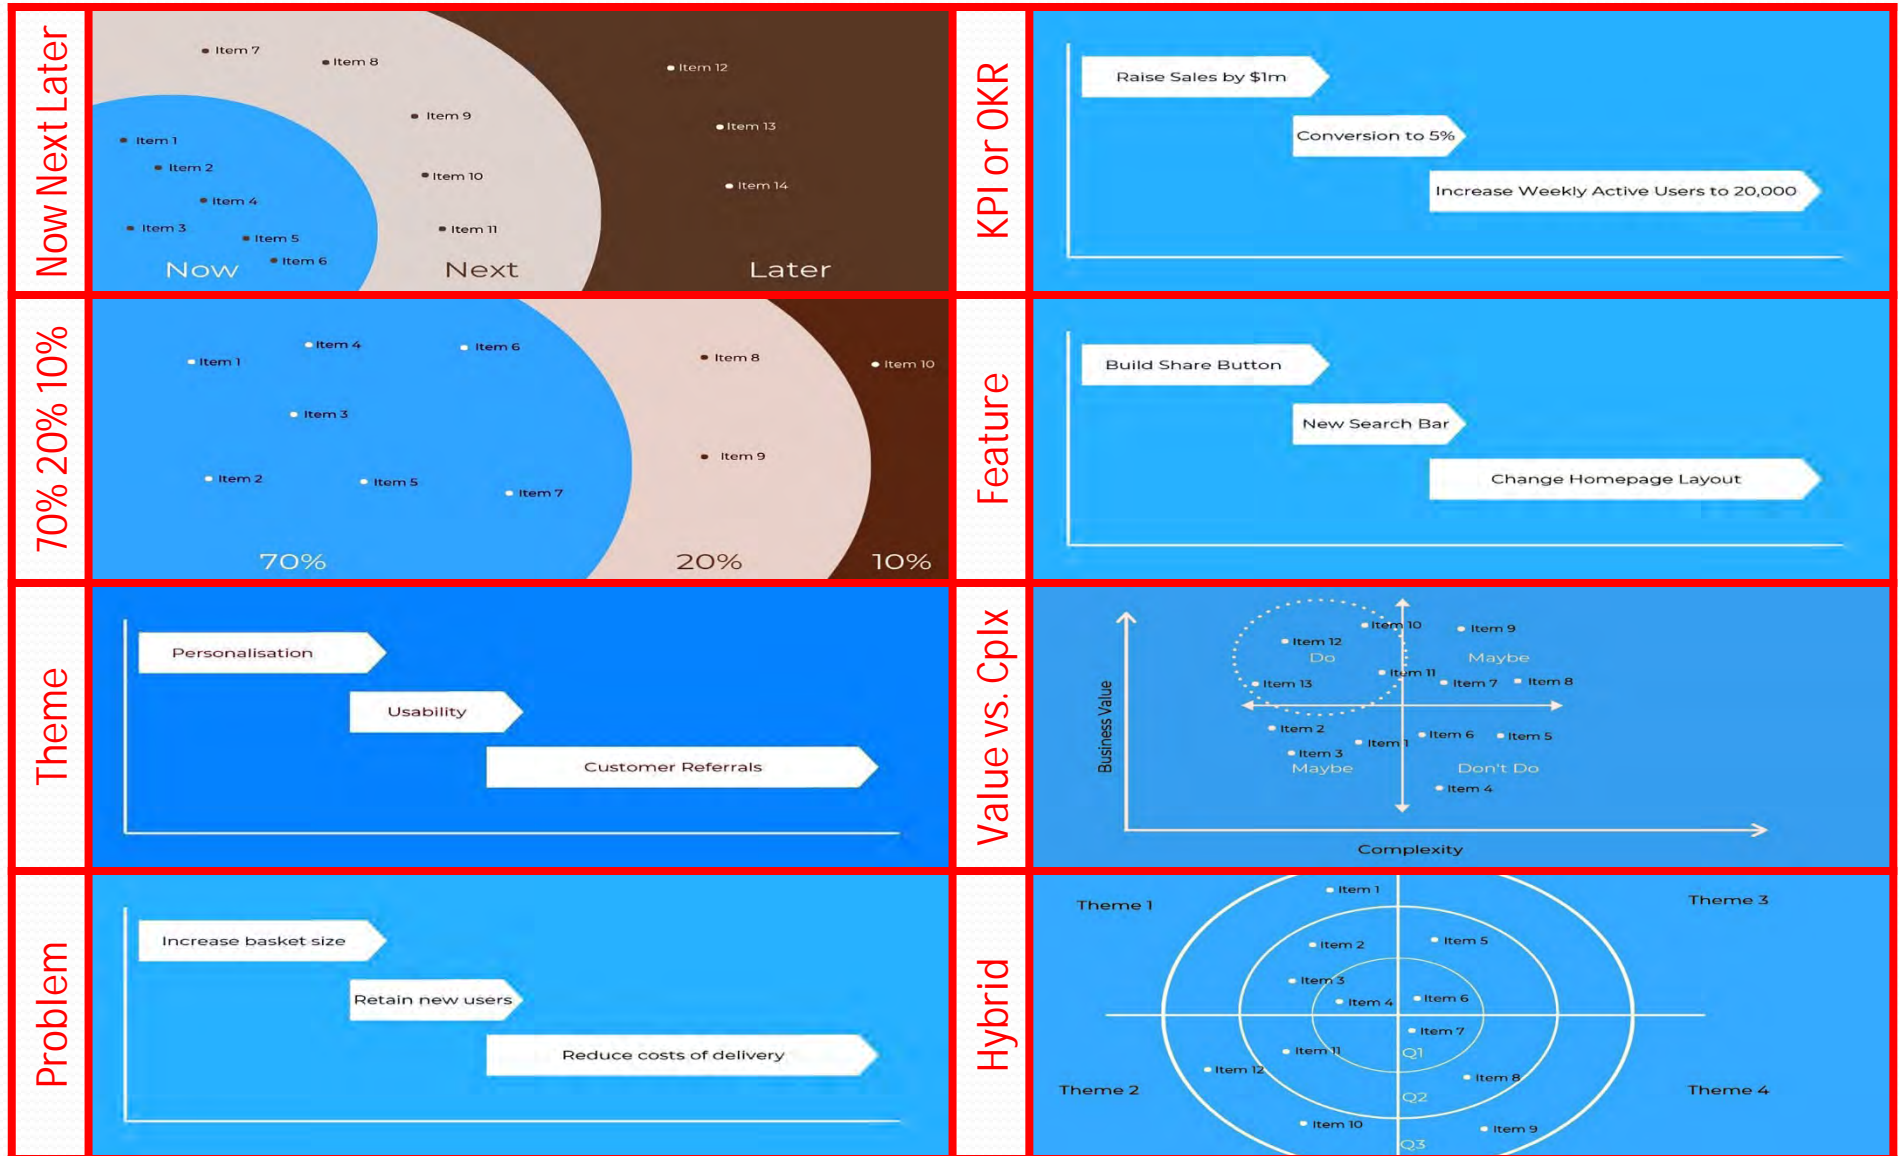 Now Next Later
Item 7
Item 8
Item 12
Item 9
Item 13
Item 1
Item 2
Item 10
Item 14
Item 4
Item 3
Item 11
Item 5
Item 6
Now
Next
Later
KPI or OKR
Raise Sales by $1m
Conversion to 5%
Increase Weekly Active Users to 20,000
70% 20% 10%
Item 4
Item 6
Item 1
Item 8
Item 10
Item 3
Item 9
Item 2
Item 5
Item 7
70%
20%
10%
Feature
Build Share Button
New Search Bar
Change Homepage Layout
Theme
Personalisation
Usability
Customer Referrals
Value vs. Cplx
Business Value
Item 10
Item 9
Item 12
Do
Maybe
Item 11
Item 13
Item 7
Item 8
Item 2
Item 6
Item 5
Item 1
Item 3
Maybe
Don't Do
Item 4
Complexity
Problem
Increase basket size
Retain new users
Reduce costs of delivery
Hybrid
Item 1
Theme 1
Theme 3
Item 2
Item 5
Item 3
Item 4
Item 6
Item 7
Item 11
Q1
Item 12
Item 8
Theme 2
Theme 4
Q2
Item 10
Item 9
Q3